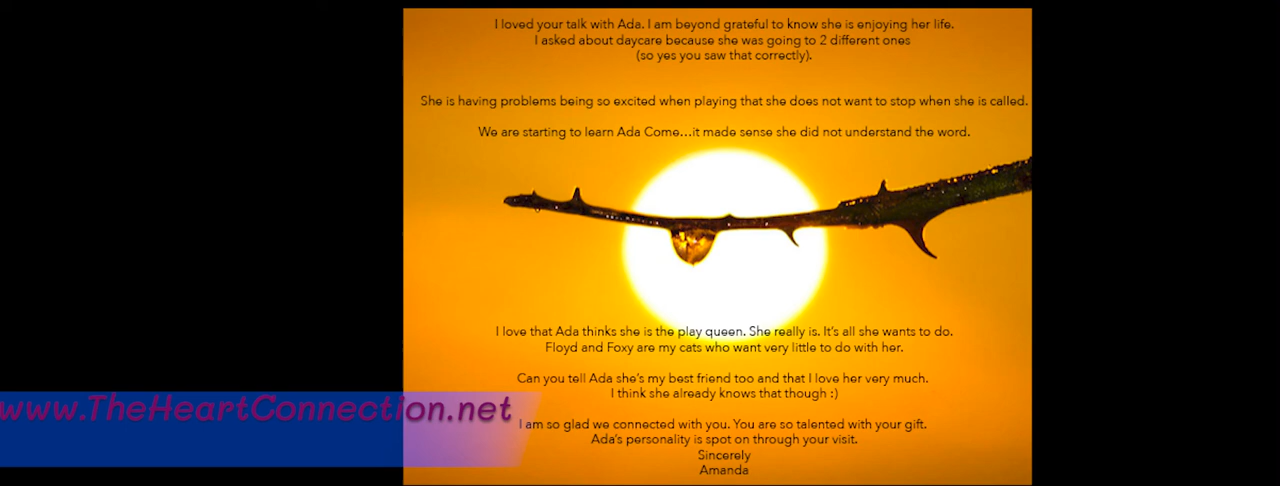 I loved your talk with Ada. I am beyond grateful to know she is enjoying her life.
I asked about daycare because she was going to 2 different ones
(so yes you saw that correctly).
She is having problems being so excited when playing that she does not want to stop when she is called.
We are starting to learn Ada Come...it made sense she did not understand the word.
I love that Ada thinks she is the play queen. She really is. It's all she wants to do.
Floyd and Foxy are my cats who want very little to do with her.
Can you tell Ada she's my best friend too and that I love her very much.
I think she already knows that though :)
www.TheHeartConnection.net
I am so glad we connected with you. You are so talented with your gift.
Ada's personality is spot on through your visit.
Sincerely
Amanda